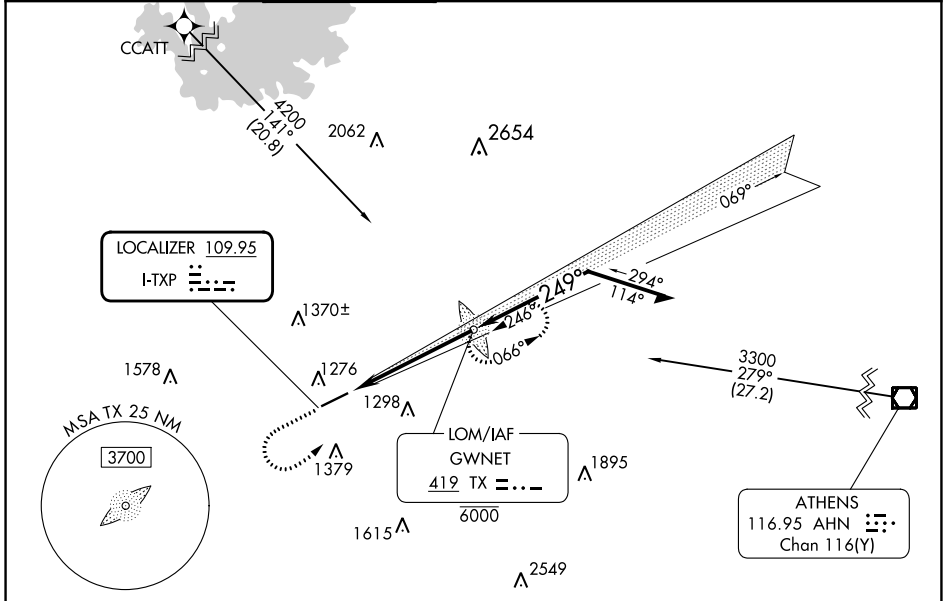 CCATT
4200
141°
(20.8)
2062
2654
069°
LOCALIZER 109.95
I-TXP
294°
114°
249°
246°
066°
1370±
1276
1578
1298
3300
279°
(27.2)
MSA TX 25 NM
3700
1379
LOM/IAF
GWNET
419 TX
6000
1895
1615
ATHENS
116.95 AHN
Chan 116(Y)
2549